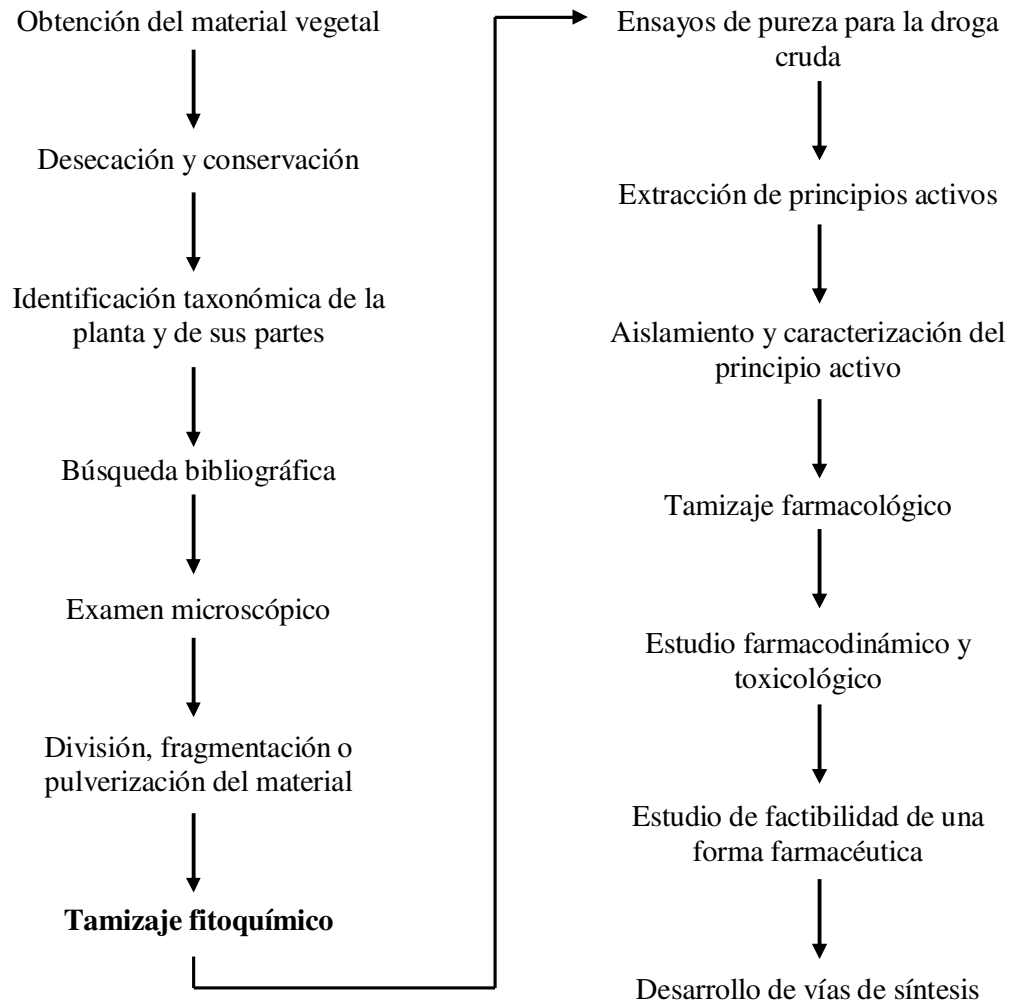 Obtención del material vegetal
Desecación y conservación
Identificación taxonómica de la
planta y de sus partes
Búsqueda bibliográfica
Examen microscópico
División, fragmentación o
pulverización del material
Tamizaje fitoquímico
Ensayos de pureza para la droga
cruda
Extracción de principios activos
Aislamiento y caracterización del
principio activo
Tamizaje farmacológico
Estudio farmacodinámico y
toxicológico
Estudio de factibilidad de una
forma farmacéutica
Desarrollo de vías de síntesis